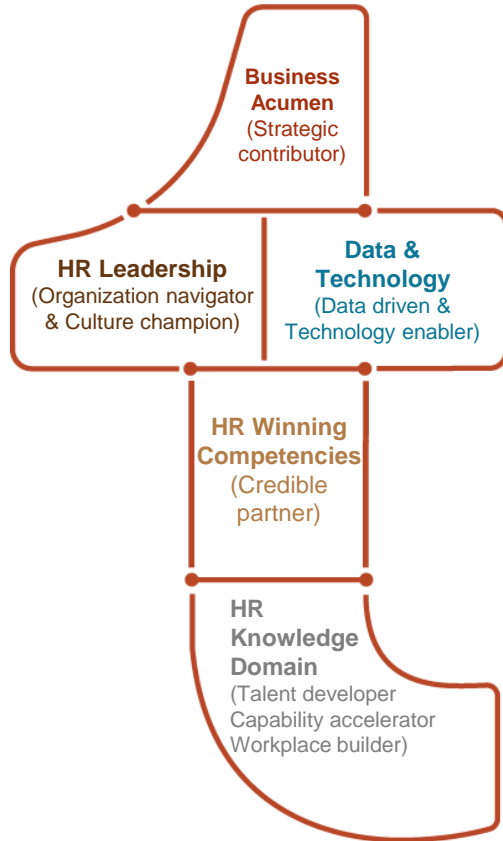 Business
Acumen
(Strategic
contributor)
HR Leadership
(Organization navigator
& Culture champion)
Data &
Technology
(Data driven &
Technology enabler)
HR Winning
Competencies
(Credible
partner)
HR
Knowledge
Domain
(Talent developer
Capability accelerator
Workplace builder)